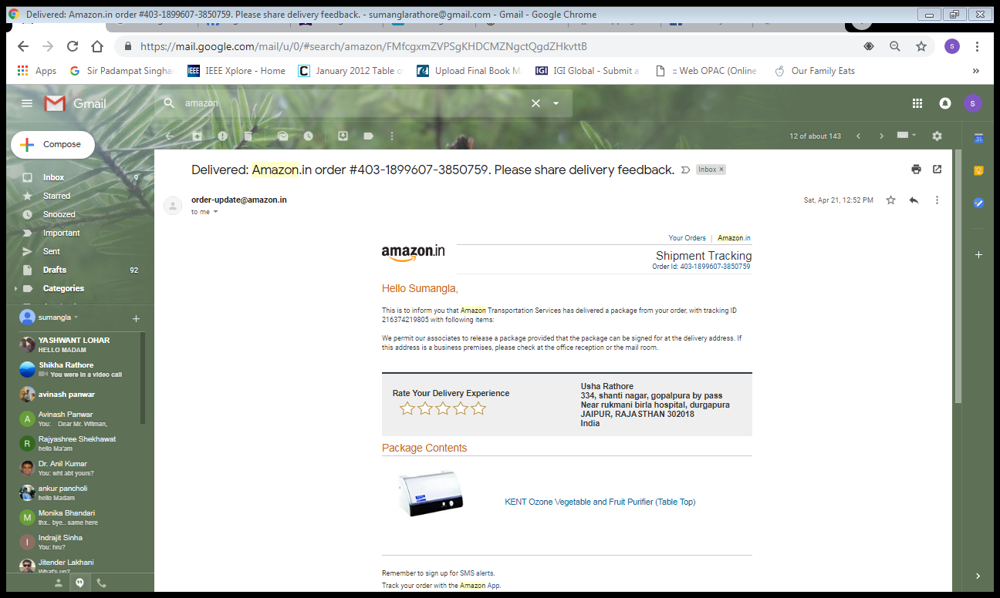 Delivered: Amazon.in order #403-1899607-3850759. Please share delivery feedback. - sumanglarathore@gmail.com - Gmail - Google Chrome
https://mail.google.com/mail/u/0/#search/amazon/FMfcgxmZVPSgKHDCMZNgctQgdZHkvttB
S
Apps
Sir Padampat Singha
IEEE Xplore - Home
January 2012 Table o
Upload Final Book M
IGI Global - Submit a
:: Web OPAC (Online
Our Family Eats
»
Gmail
amazon
S
Compose
12 of about 143
Inbox 9
Starred
Snoozed
Important
Sent
Drafts 92
Categories
sumangla
YASHWANT LOHAR
HELLO MADAM
Shikha Rathore
You were in a video call
avinash panwar
A
Avinash Panwar
You: Dear Mr. Witman,
R
Rajyashree Shekhawat
hello Ma'am
Dr. Anil Kumar
You: wht abt yours?
ankur pancholi
hello Madam
M
Monika Bhandari
thx.. bye.. same here
I
Indrajit Sinha
You: hru?
Jitender Lakhani
What's up?
Delivered: Amazon.in order #403-1899607-3850759. Please share delivery feedback.
Inbox ×
order-update@amazon.in
to me
Sat, Apr 21, 12:52 PM
Your Orders | Amazon.in
amazon.in
Shipment Tracking
Order Id: 403-1899607-3850759
Hello Sumangla,
This is to inform you that Amazon Transportation Services has delivered a package from your order, with tracking ID
216374219805 with following items:
We permit our associates to release a package provided that the package can be signed for at the delivery address. If
this address is a business premises, please check at the office reception or the mail room.
Rate Your Delivery Experience
Usha Rathore
334, shanti nagar, gopalpura by pass
Near rukmani birla hospital, durgapura
JAIPUR, RAJASTHAN 302018
India
Package Contents
KENT Ozone Vegetable and Fruit Purifier (Table Top)
Remember to sign up for SMS alerts.
Track your order with the Amazon App.